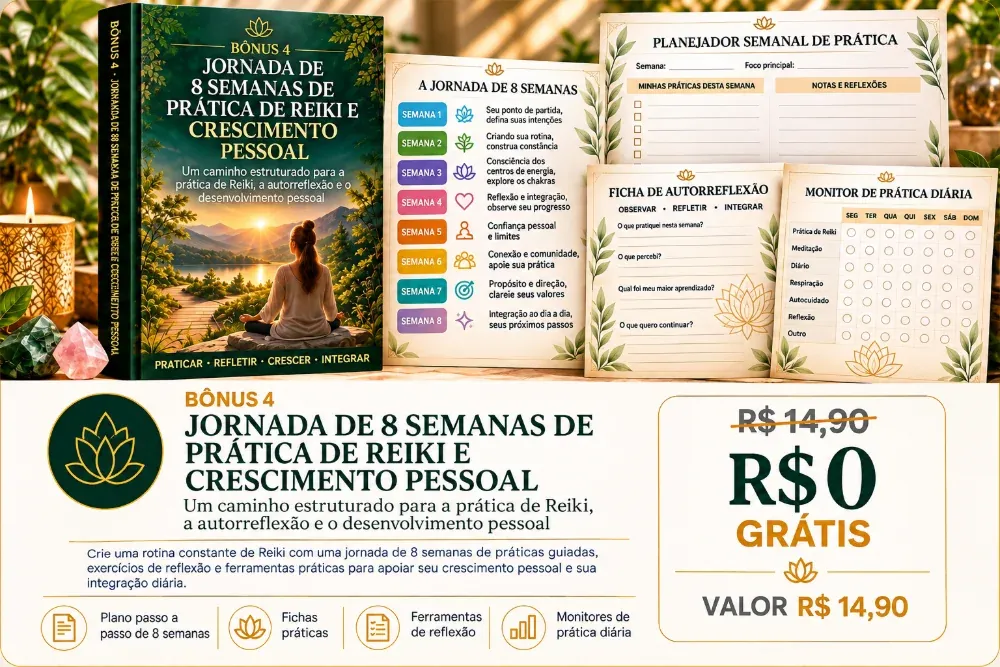 BÔNUS 4
JORNADA DE
8 SEMANAS DE
PRÁTICA DE REIKI E
CRESCIMENTO
PESSOAL
Um caminho estruturado para a
prática de Reiki, a autorreflexão e o
desenvolvimento pessoal
PRATICAR • REFLETIR • CRESCER • INTEGRAR
BÔNUS 4 •
A JORNADA DE 8 SEMANAS
SEMANA 1
Seu ponto de partida,
defina suas intenções
SEMANA 2
Criando sua rotina,
construa constância
SEMANA 3
Consciência dos
centros de energia,
explore os chakras
SEMANA 4
Reflexão e integração,
observe seu progresso
SEMANA 5
Confiança pessoal
e limites
SEMANA 6
Conexão e comunidade,
apoie sua prática
SEMANA 7
Propósito e direção,
clareie seus valores
SEMANA 8
Integração ao dia a dia,
seus próximos passos
PLANEJADOR SEMANAL DE PRÁTICA
Semana: Foco principal:
MINHAS PRÁTICAS DESTA SEMANA
NOTAS E REFLEXÕES
FICHA DE AUTORREFLEXÃO
OBSERVAR • REFLETIR • INTEGRAR
O que pratiquei nesta semana?
O que percebi?
Qual foi meu maior aprendizado?
O que quero continuar?
MONITOR DE PRÁTICA DIÁRIA
SEG TER QUA QUI SEX SÁB DOM
Prática de Reiki
Meditação
Diário
Respiração
Autocuidado
Reflexão
Outro
BÔNUS 4
JORNADA DE 8 SEMANAS DE
PRÁTICA DE REIKI E
CRESCIMENTO PESSOAL
Um caminho estruturado para a prática de Reiki,
a autorreflexão e o desenvolvimento pessoal
Crie uma rotina constante de Reiki com uma jornada de 8 semanas de práticas guiadas,
exercícios de reflexão e ferramentas práticas para apoiar seu crescimento pessoal e sua
integração diária.
Plano passo a
passo de 8 semanas
Fichas
práticas
Ferramentas
de reflexão
Monitores de
prática diária
R$ 14,90
R$0
GRÁTIS
VALOR R$ 14,90